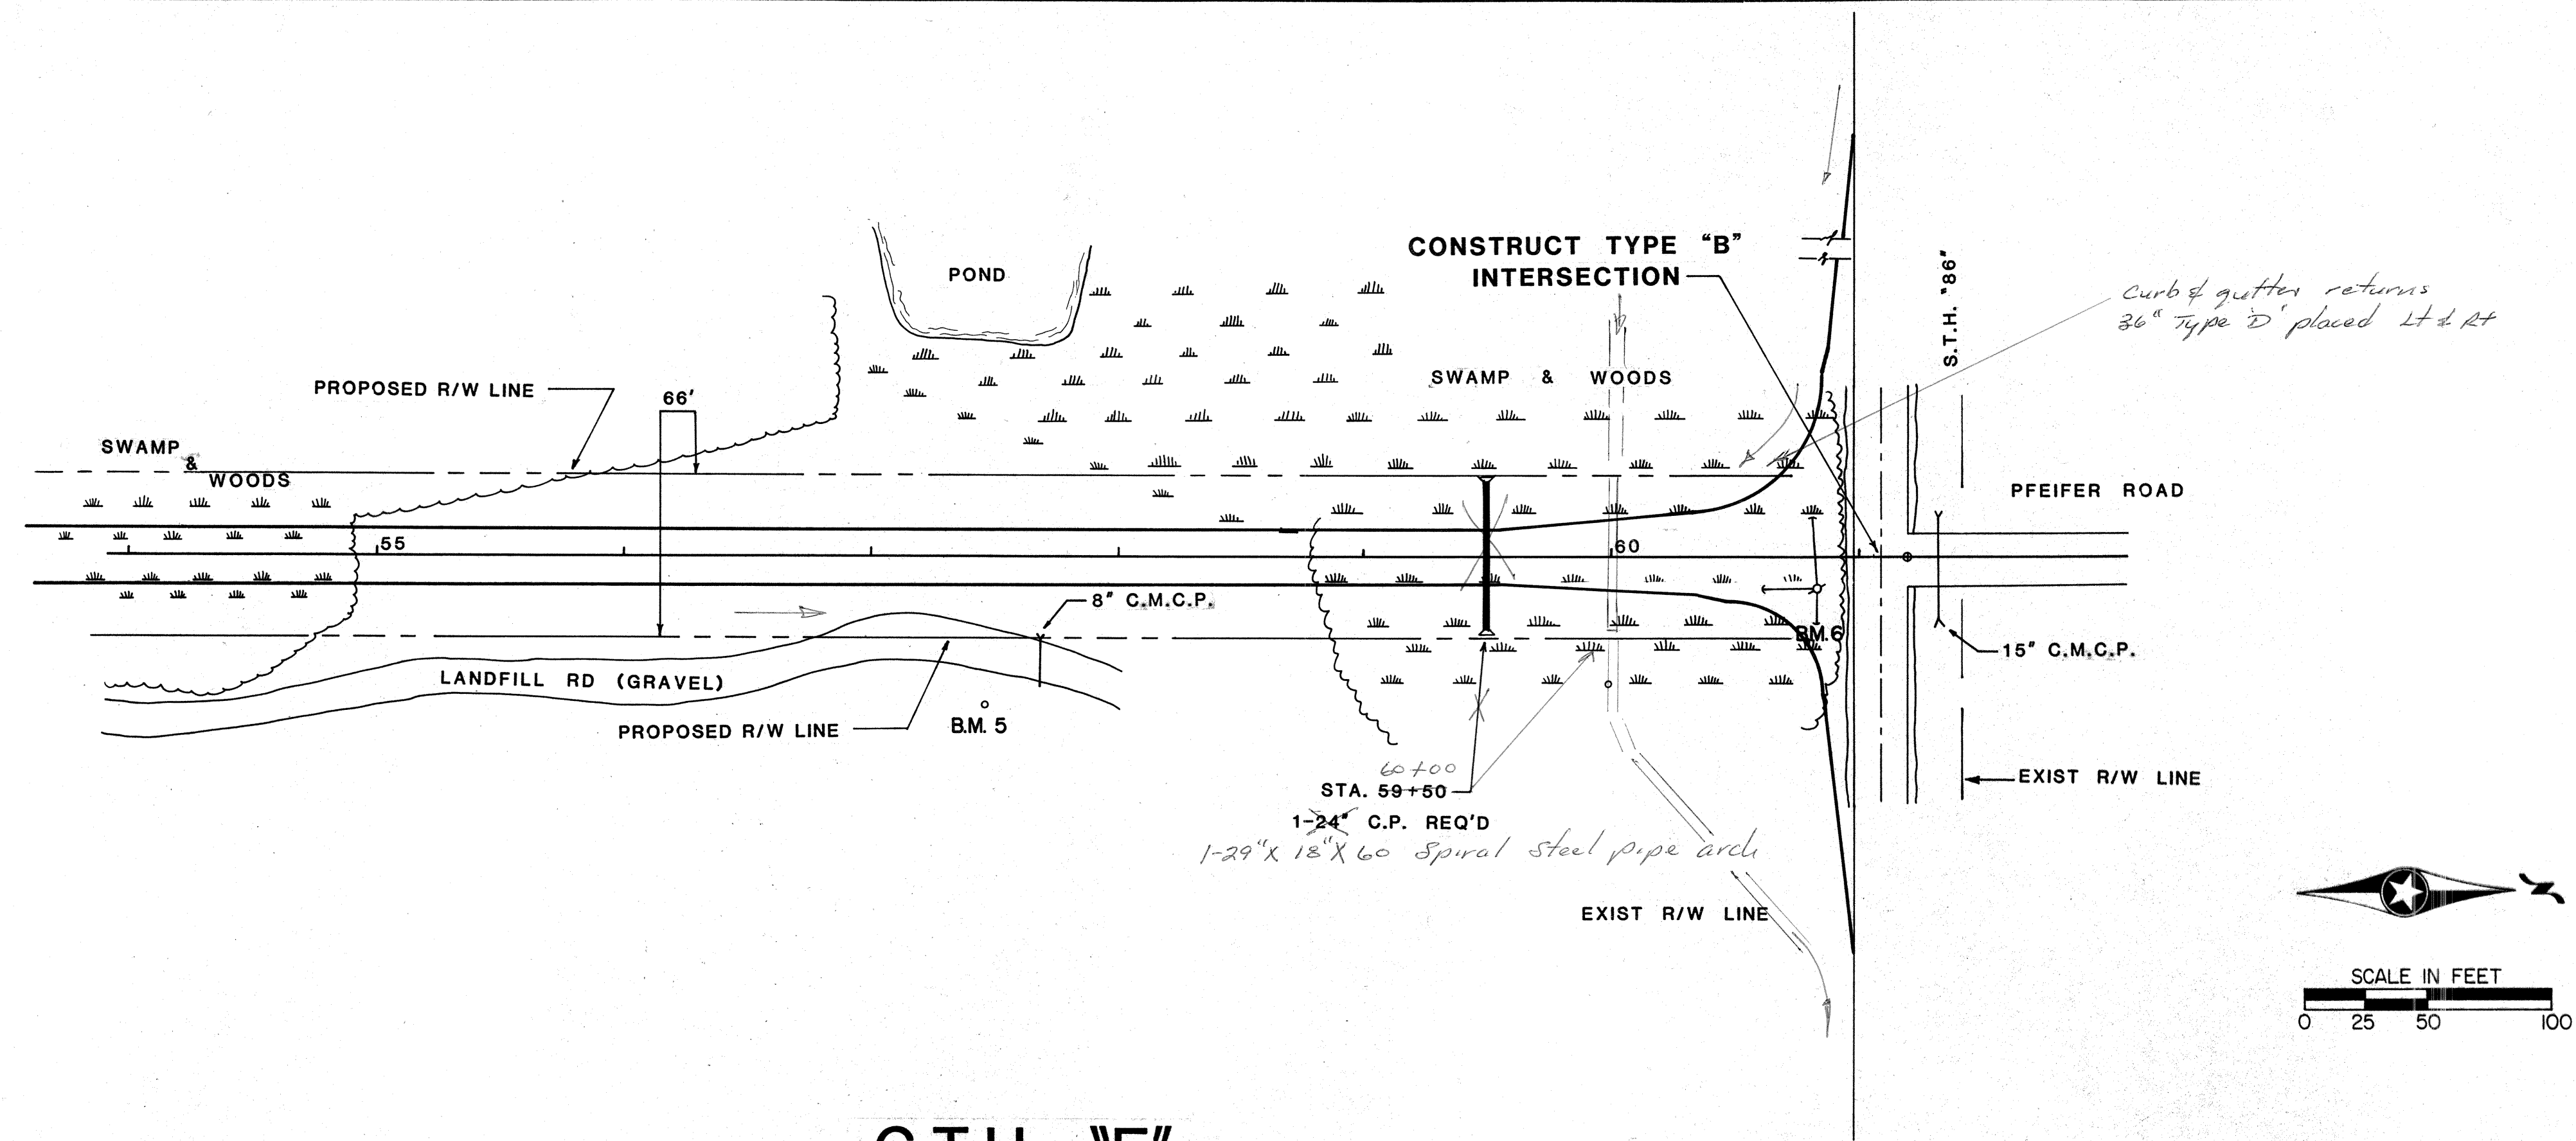 CONSTRUCT TYPE "B"
INTERSECTION
POND
S.T.H. "86"
Curb & gutter returns
36" Type 'D' placed Lt & Rt
SWAMP & WOODS
PROPOSED R/W LINE
66'
SWAMP
&
WOODS
PFEIFER ROAD
55
60
8" C.M.C.P.
B.M. 6
15" C.M.C.P.
LANDFILL RD (GRAVEL)
PROPOSED R/W LINE
B.M. 5
60+00
STA. 59+50
EXIST R/W LINE
1-24" C.P. REQ'D
1-29" X 18" X 60 Spiral Steel pipe arch
EXIST R/W LINE
N
SCALE IN FEET
0 25 50 100
C.T.H. "F"